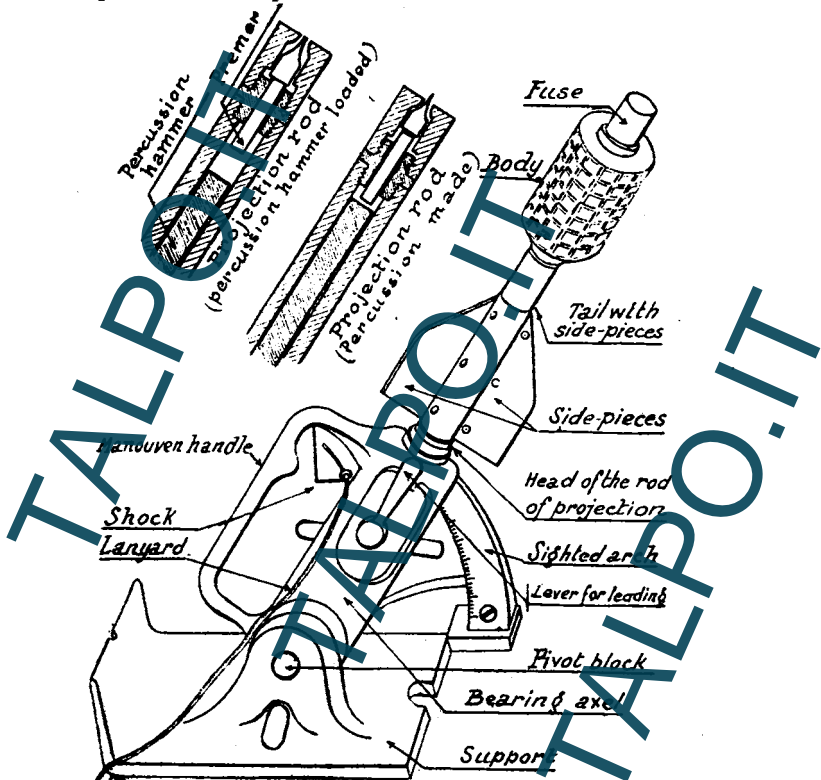 Premer
Percussion
hammer
Projection rod
(percussion hammer loaded)
Projection rod
(Percussion made)
Fuse
Body
Tail with
side-pieces
Side-pieces
Manouven handle
Head of the rod
of projection
Shock
Lanyard
Sighted arch
Lever for leading
Pivot block
Bearing axel
Support
TALPO.IT
TALPO.IT
TALPO.IT